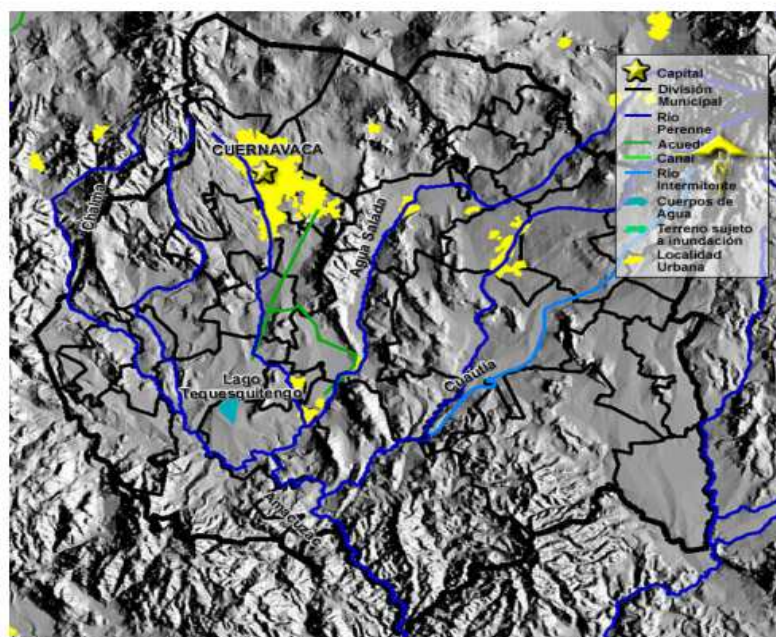 Capital
División
Municipal
Río
Perenne
Acued
Canal
Río
Intermitente
Cuerpos de
Agua
Terreno sujeto
a inundación
Localidad
Urbana
CUERNAVACA
Chalma
Agua Salada
Lago
Tequesquitengo
Cuautla
Amacuzac